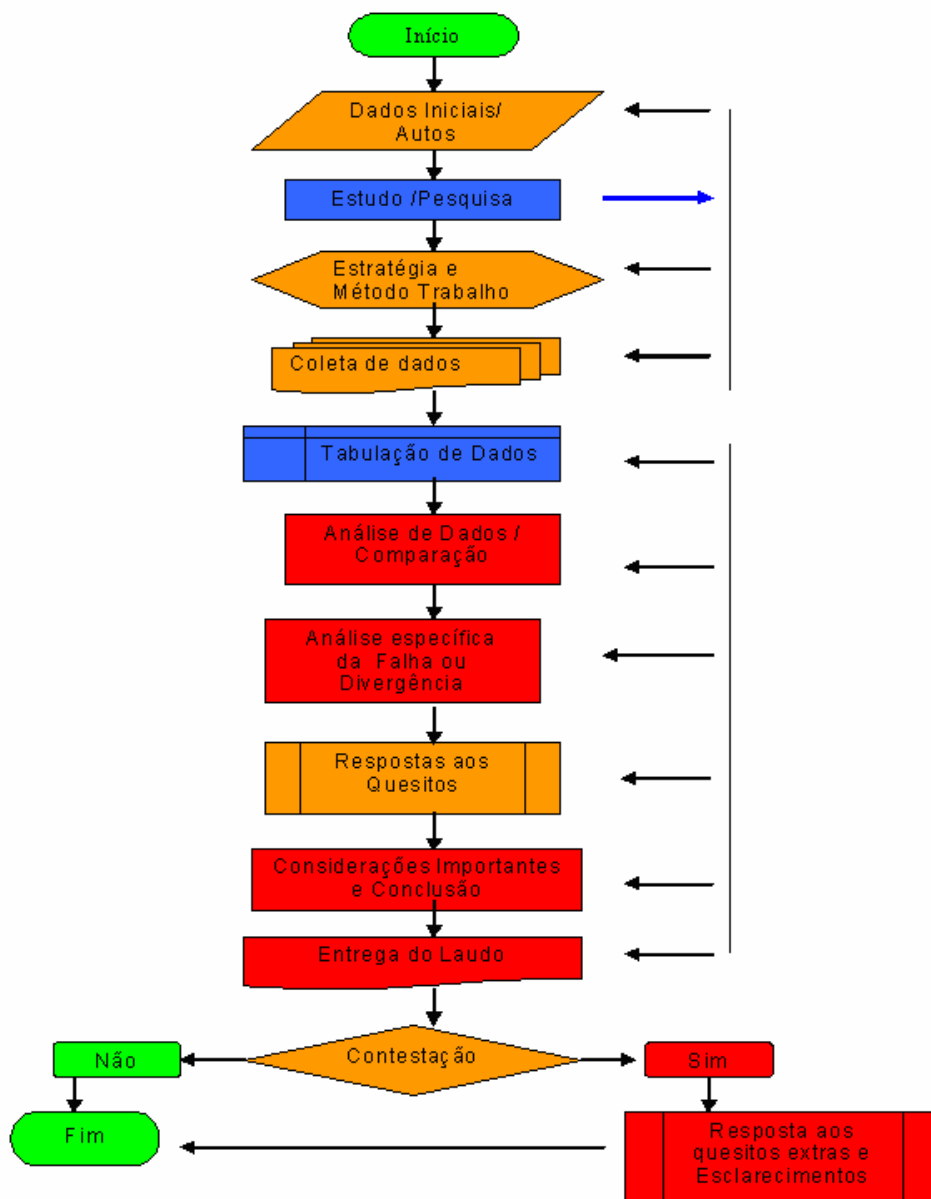 Início
Dados Iniciais/
Autos
Estudo /Pesquisa
Estratégia e
Método Trabalho
Coleta de dados
Tabulação de Dados
Análise de Dados /
Comparação
Análise específica
da Falha ou
Divergência
Respostas aos
Quesitos
Considerações Importantes
e Conclusão
Entrega do Laudo
Contestação
Não
Sim
Fim
Resposta aos
quesitos extras e
Esclarecimentos